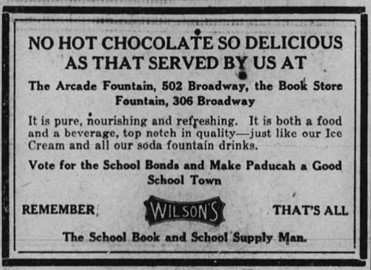 NO HOT CHOCOLATE SO DELICIOUS
AS THAT SERVED BY US AT
The Arcade Fountain, 502 Broadway, the Book Store
Fountain, 306 Broadway
It is pure, nourishing and refreshing. It is both a food
and a beverage, top notch in quality—just like our Ice
Cream and all our soda fountain drinks.
Vote for the School Bonds and Make Paducah a Good
School Town
REMEMBER WILSON'S THAT'S ALL
The School Book and School Supply Man.